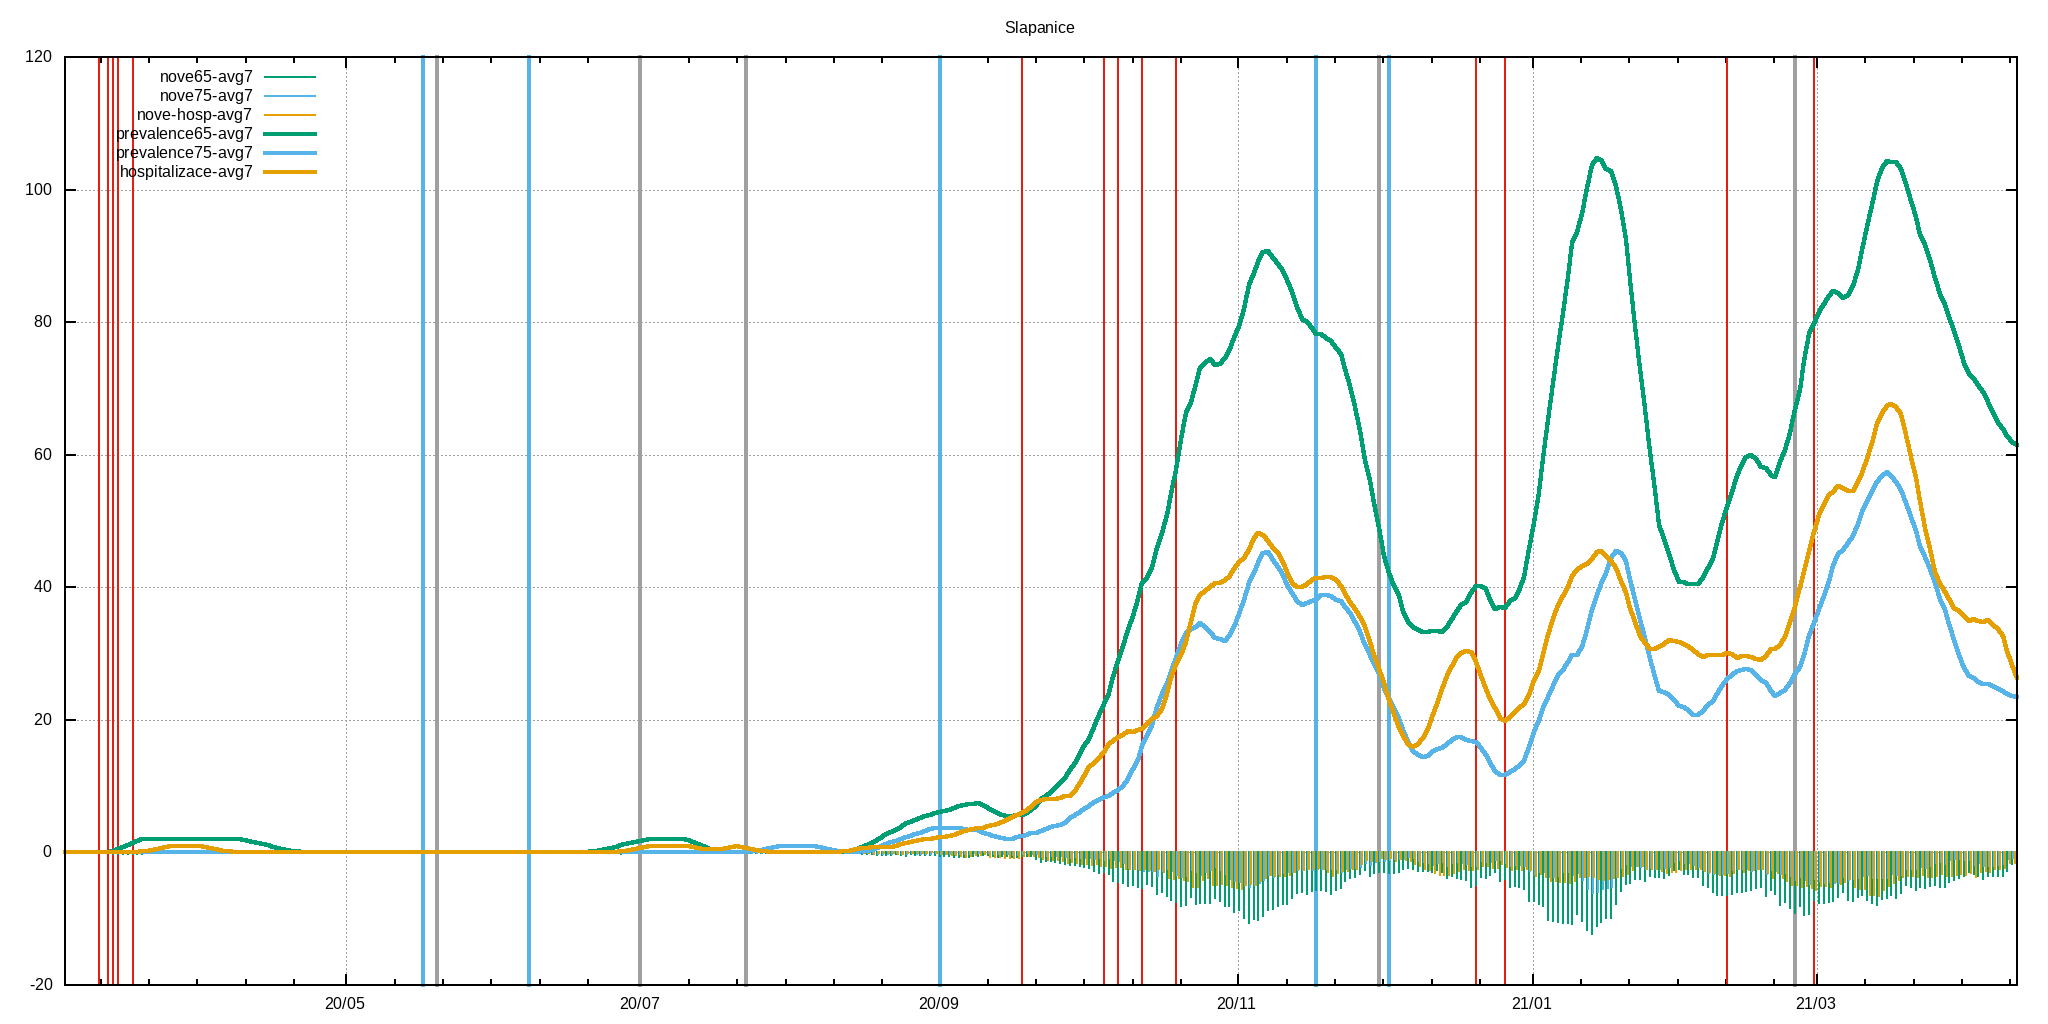 Slapanice
120
nove65-avg7
nove75-avg7
nove-hosp-avg7
prevalence65-avg7
prevalence75-avg7
hospitalizace-avg7
100
80
60
40
20
0
-20
20/05 20/07 20/09 20/11 21/01 21/03